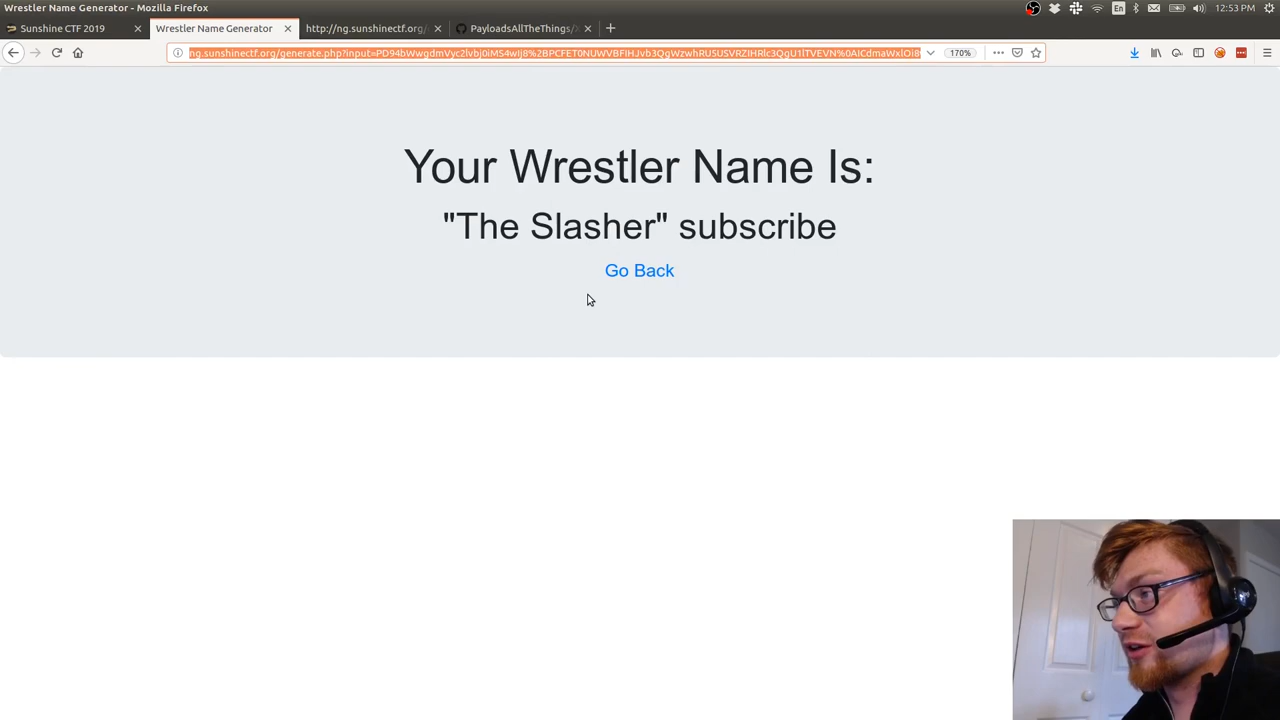 Wrestler Name Generator - Mozilla Firefox
En
12:53 PM
Sunshine CTF 2019
Wrestler Name Generator
http://ng.sunshinectf.org/
PayloadsAllTheThings/
170%
Your Wrestler Name Is:
"The Slasher" subscribe
Go Back